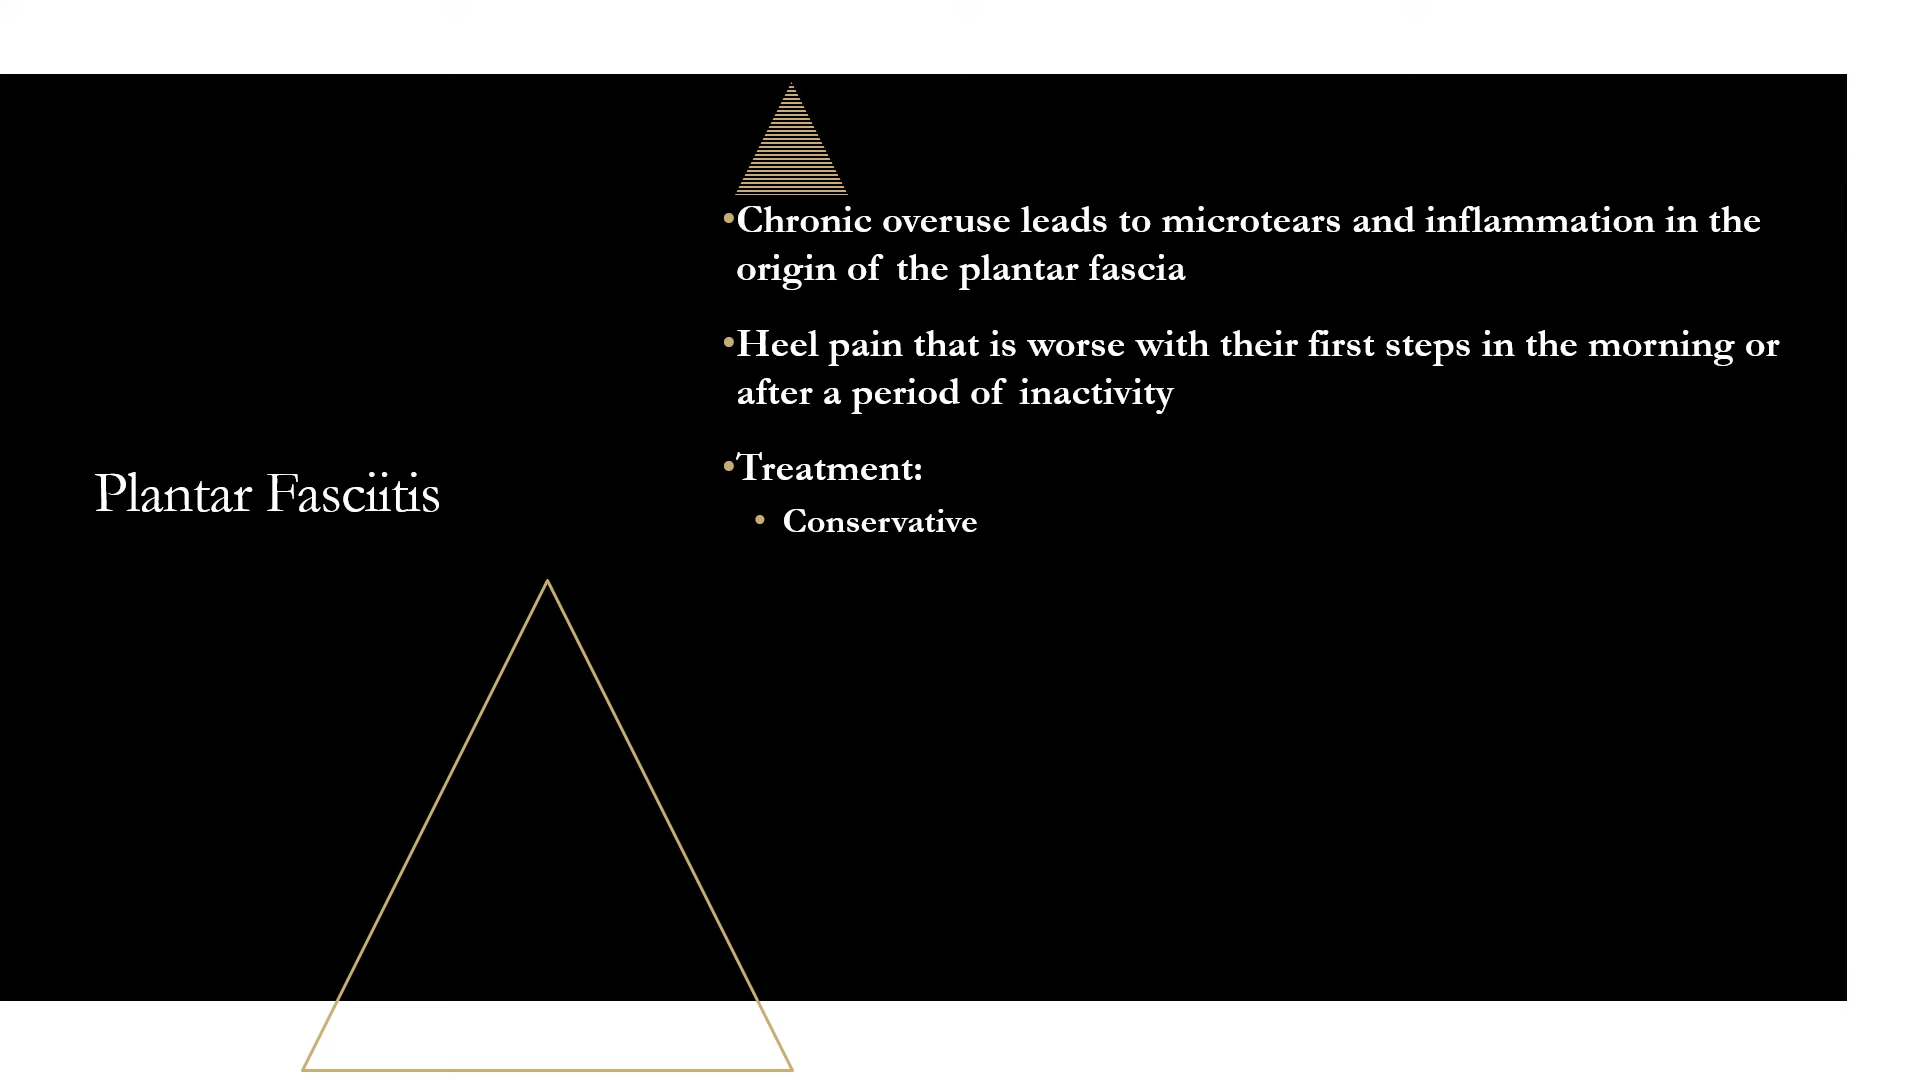 Plantar Fasciitis
•Chronic overuse leads to microtears and inflammation in the
origin of the plantar fascia
•Heel pain that is worse with their first steps in the morning or
after a period of inactivity
•Treatment:
• Conservative